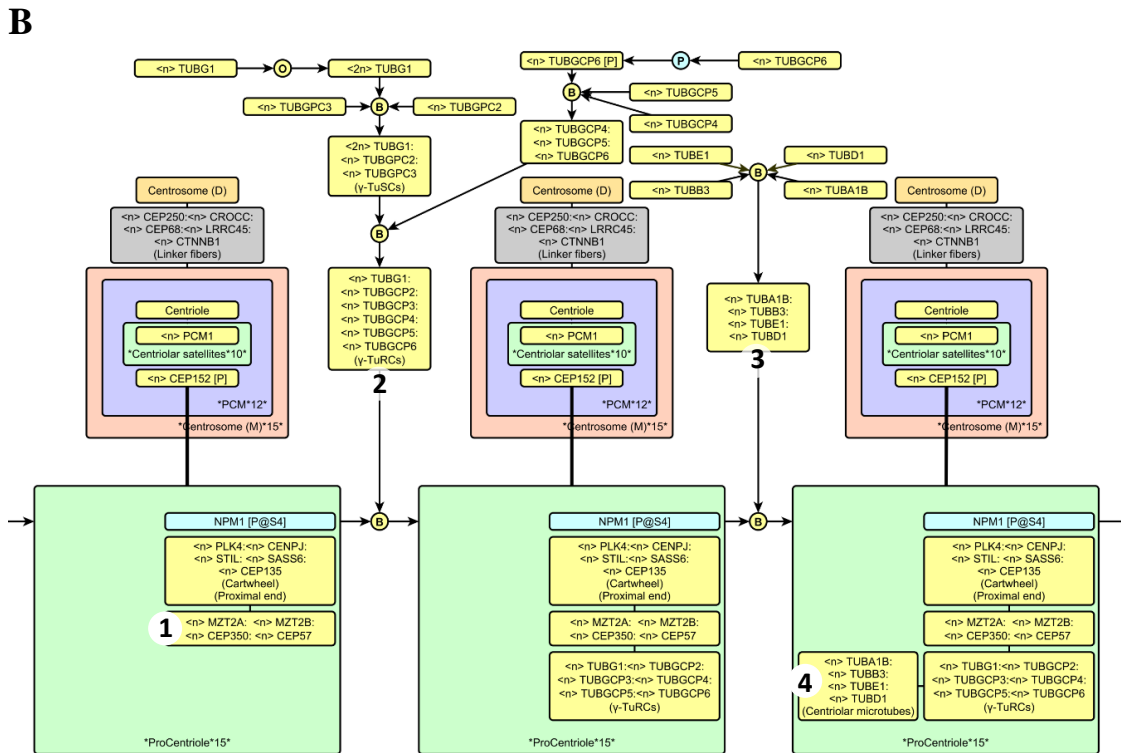 B
<n> TUBG1
O
<2n> TUBG1
<n> TUBGCP6 [P]
P
<n> TUBGCP6
<n> TUBGPC3
B
<n> TUBGPC2
B
<n> TUBGCP5
<n> TUBGCP4
<2n> TUBG1:
<n> TUBGPC2:
<n> TUBGPC3
(γ-TuSCs)
<n> TUBGCP4:
<n> TUBGCP5:
<n> TUBGCP6
<n> TUBE1
<n> TUBD1
B
<n> TUBB3
<n> TUBA1B
Centrosome (D)
<n> CEP250:<n> CROCC:
<n> CEP68:<n> LRRC45:
<n> CTNNB1
(Linker fibers)
Centriole
<n> PCM1
*Centriolar satellites*10*
<n> CEP152 [P]
*PCM*12*
*Centrosome (M)*15*
B
<n> TUBG1:
<n> TUBGCP2:
<n> TUBGCP3:
<n> TUBGCP4:
<n> TUBGCP5:
<n> TUBGCP6
(γ-TuRCs)
2
Centrosome (D)
<n> CEP250:<n> CROCC:
<n> CEP68:<n> LRRC45:
<n> CTNNB1
(Linker fibers)
Centriole
<n> PCM1
*Centriolar satellites*10*
<n> CEP152 [P]
*PCM*12*
*Centrosome (M)*15*
<n> TUBA1B:
<n> TUBB3:
<n> TUBE1:
<n> TUBD1
3
Centrosome (D)
<n> CEP250:<n> CROCC:
<n> CEP68:<n> LRRC45:
<n> CTNNB1
(Linker fibers)
Centriole
<n> PCM1
*Centriolar satellites*10*
<n> CEP152 [P]
*PCM*12*
*Centrosome (M)*15*
NPM1 [P@S4]
<n> PLK4:<n> CENPJ:
<n> STIL: <n> SASS6:
<n> CEP135
(Cartwheel)
(Proximal end)
1
<n> MZT2A: <n> MZT2B:
<n> CEP350: <n> CEP57
*ProCentriole*15*
B
NPM1 [P@S4]
<n> PLK4:<n> CENPJ:
<n> STIL: <n> SASS6:
<n> CEP135
(Cartwheel)
(Proximal end)
<n> MZT2A: <n> MZT2B:
<n> CEP350: <n> CEP57
<n> TUBG1:<n> TUBGCP2:
<n> TUBGCP3:<n> TUBGCP4:
<n> TUBGCP5:<n> TUBGCP6
(γ-TuRCs)
*ProCentriole*15*
B
NPM1 [P@S4]
<n> PLK4:<n> CENPJ:
<n> STIL: <n> SASS6:
<n> CEP135
(Cartwheel)
(Proximal end)
<n> MZT2A: <n> MZT2B:
<n> CEP350: <n> CEP57
4
<n> TUBA1B:
<n> TUBB3:
<n> TUBE1:
<n> TUBD1
(Centriolar microtubes)
<n> TUBG1:<n> TUBGCP2:
<n> TUBGCP3:<n> TUBGCP4:
<n> TUBGCP5:<n> TUBGCP6
(γ-TuRCs)
*ProCentriole*15*